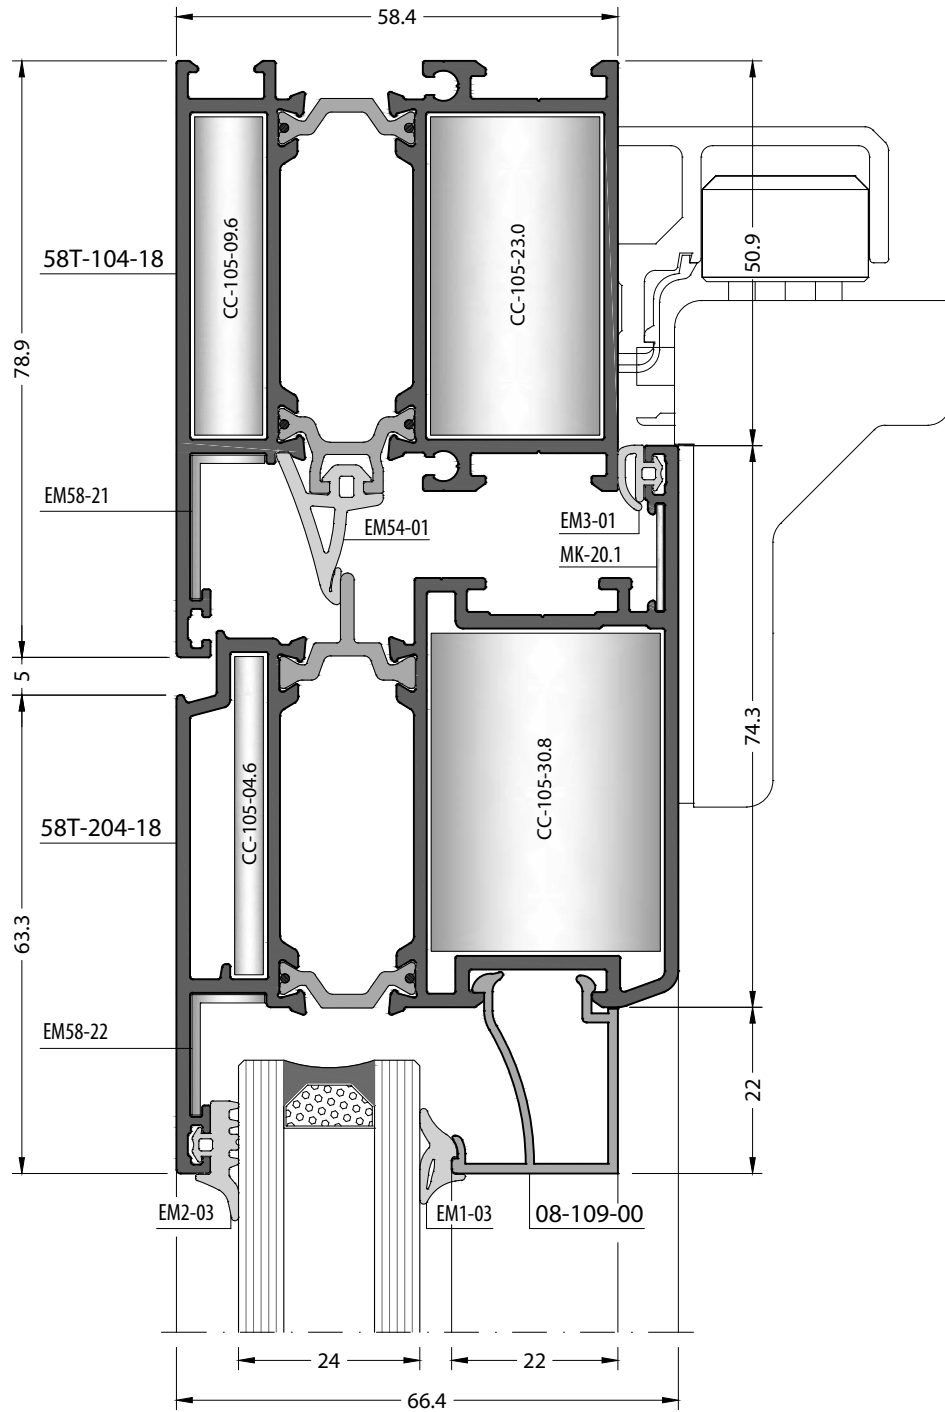 58.4
CC-105-09.6
CC-105-23.0
58T-104-18
50.9
78.9
EM58-21
EM54-01
EM3-01
MK-20.1
5
74.3
CC-105-30.8
CC-105-04.6
58T-204-18
63.3
EM58-22
22
EM2-03
EM1-03
08-109-00
24
22
66.4